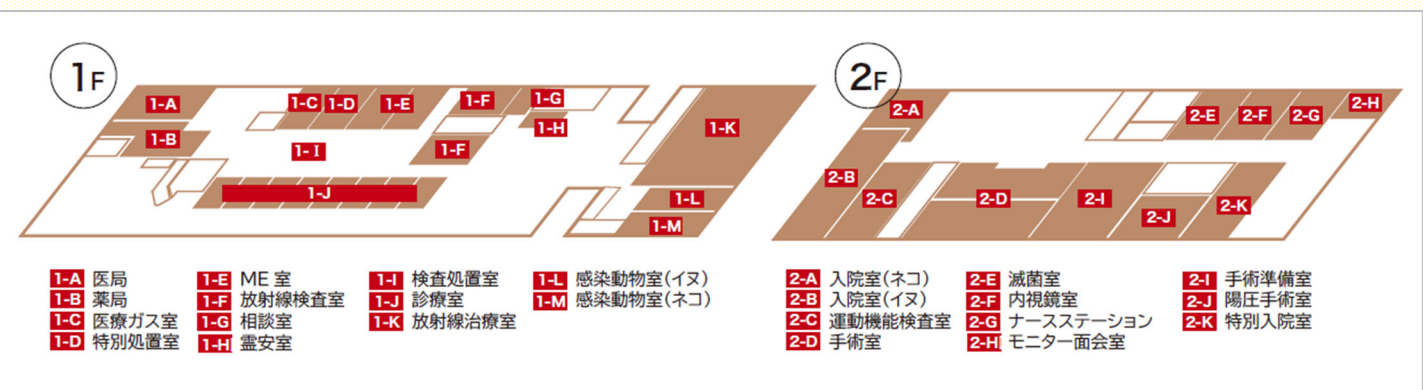 1F
1-A
1-B
1-C
1-D
1-E
1-F
1-G
1-H
1-F
1-I
1-J
1-K
1-L
1-M
2F
2-A
2-B
2-C
2-D
2-E
2-F
2-G
2-H
2-I
2-J
2-K
1-A 医局
1-B 薬局
1-C 医療ガス室
1-D 特別処置室
1-E ME室
1-F 放射線検査室
1-G 相談室
1-H 霊安室
1-I 検査処置室
1-J 診療室
1-K 放射線治療室
1-L 感染動物室(イヌ)
1-M 感染動物室(ネコ)
2-A 入院室(ネコ)
2-B 入院室(イヌ)
2-C 運動機能検査室
2-D 手術室
2-E 滅菌室
2-F 内視鏡室
2-G ナースステーション
2-H モニター面会室
2-I 手術準備室
2-J 陽圧手術室
2-K 特別入院室